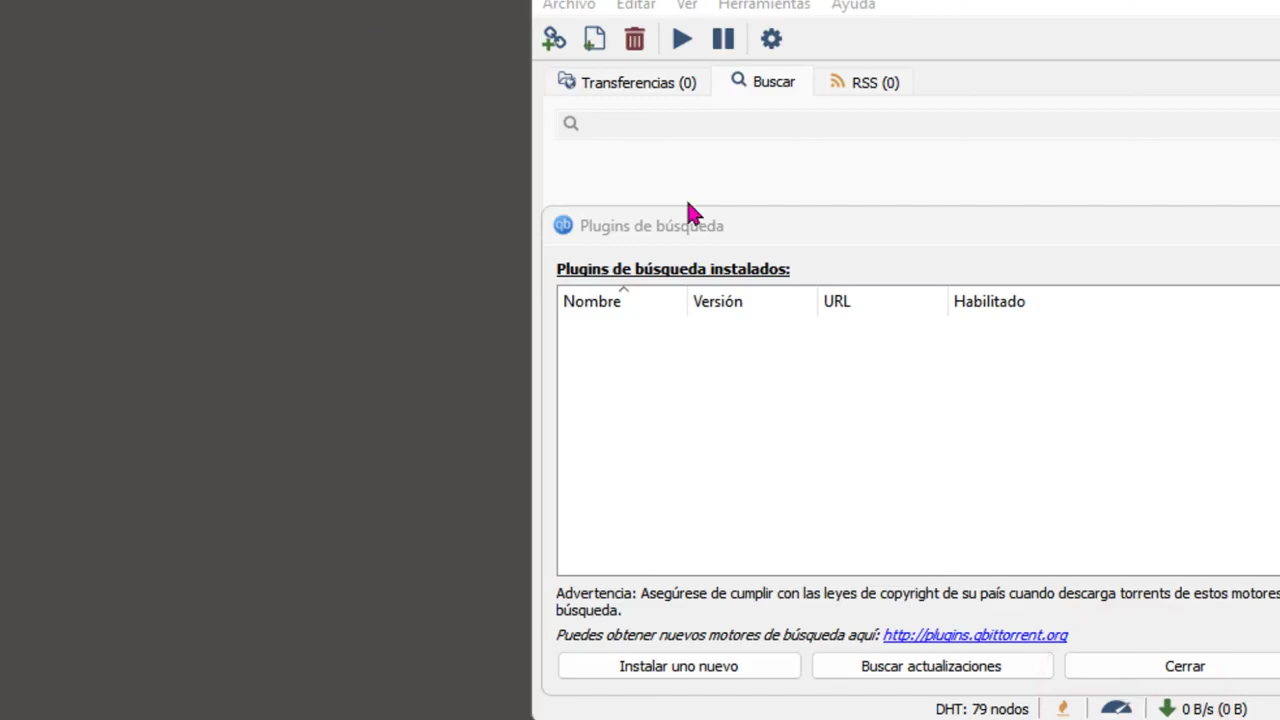 Archivo Editar Ver Herramientas Ayuda
Transferencias (0) Buscar RSS (0)
qb Plugins de búsqueda
Plugins de búsqueda instalados:
Nombre Versión URL Habilitado
Advertencia: Asegúrese de cumplir con las leyes de copyright de su país cuando descarga torrents de estos motores
búsqueda.
Puedes obtener nuevos motores de búsqueda aquí: http://plugins.qbittorrent.org
Instalar uno nuevo Buscar actualizaciones Cerrar
DHT: 79 nodos 0 B/s (0 B)